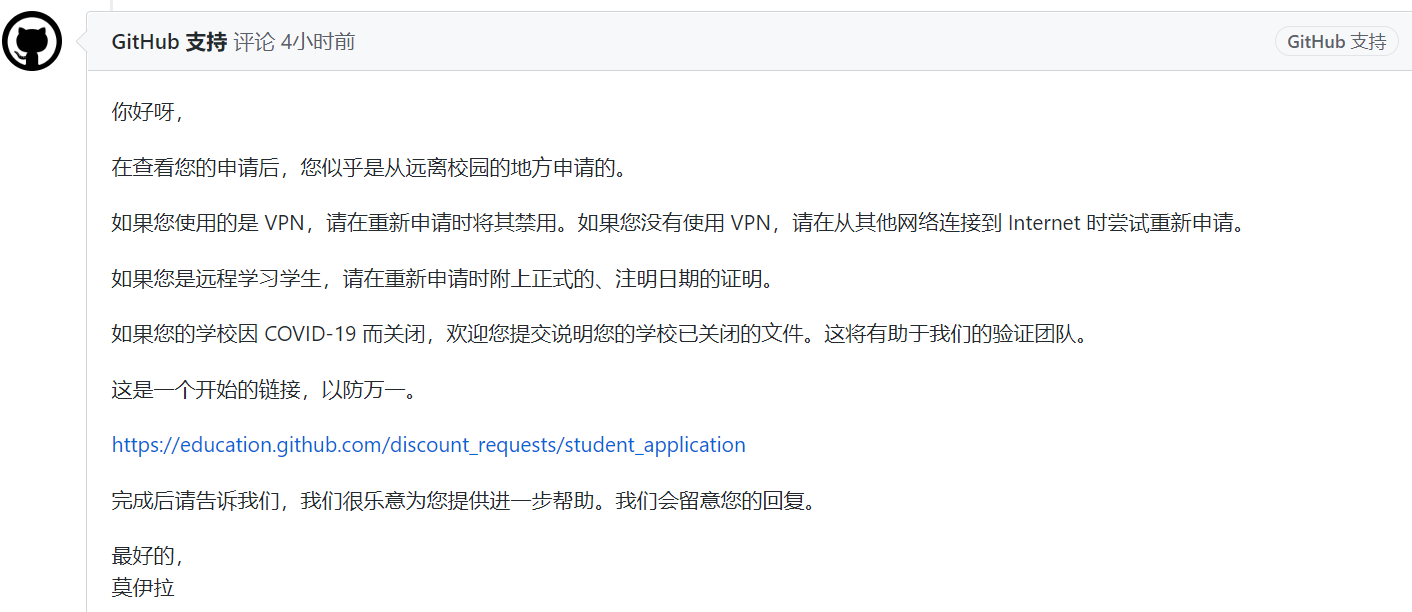 GitHub 支持 评论 4小时前
GitHub 支持
你好呀，
在查看您的申请后，您似乎是从远离校园的地方申请的。
如果您使用的是 VPN，请在重新申请时将其禁用。如果您没有使用 VPN，请在从其他网络连接到 Internet 时尝试重新申请。
如果您是远程学习学生，请在重新申请时附上正式的、注明日期的证明。
如果您的学校因 COVID-19 而关闭，欢迎您提交说明您的学校已关闭的文件。这将有助于我们的验证团队。
这是一个开始的链接，以防万一。
https://education.github.com/discount_requests/student_application
完成后请告诉我们，我们很乐意为您提供进一步帮助。我们会留意您的回复。
最好的，
莫伊拉